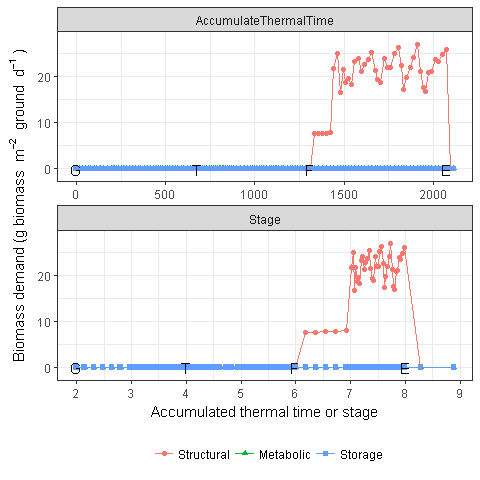 AccumulateThermalTime
20
10
0
O T F E
0 500 1000 1500 2000
Stage
20
10
0
O T F E
2 3 4 5 6 7 8 9
Biomass demand (g biomass m⁻² ground d⁻¹ )
Accumulated thermal time or stage
Structural Metabolic Storage